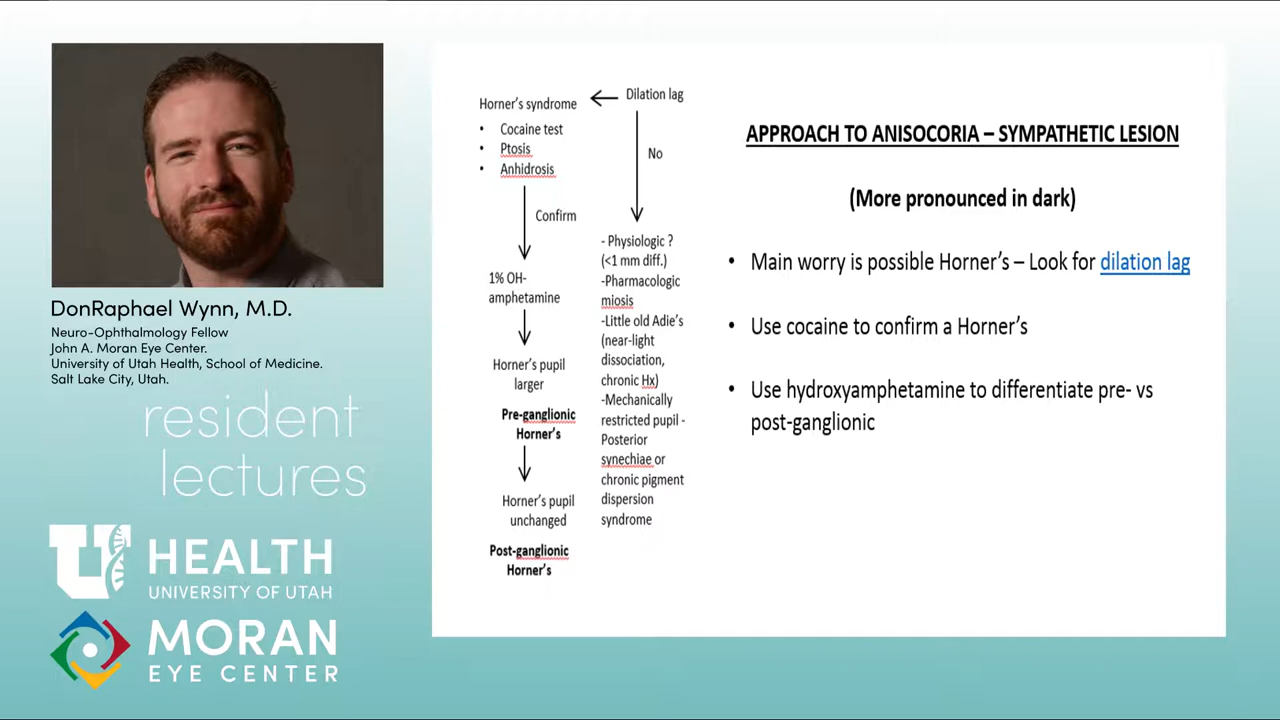 DonRaphael Wynn, M.D.
Neuro-Ophthalmology Fellow
John A. Moran Eye Center.
University of Utah Health, School of Medicine.
Salt Lake City, Utah.
resident
lectures
U
HEALTH
UNIVERSITY OF UTAH
MORAN
EYE CENTER
Dilation lag
Horner's syndrome
• Cocaine test
• Ptosis
• Anhidrosis
Confirm
1% OH-
amphetamine
Horner's pupil
larger
Pre-ganglionic
Horner's
Horner's pupil
unchanged
Post-ganglionic
Horner's
No
- Physiologic ?
(<1 mm diff.)
-Pharmacologic
miosis
-Little old Adie's
(near-light
dissociation,
chronic Hx)
-Mechanically
restricted pupil -
Posterior
synechiae or
chronic pigment
dispersion
syndrome
APPROACH TO ANISOCORIA – SYMPATHETIC LESION
(More pronounced in dark)
• Main worry is possible Horner's – Look for dilation lag
• Use cocaine to confirm a Horner's
• Use hydroxyamphetamine to differentiate pre- vs
post-ganglionic